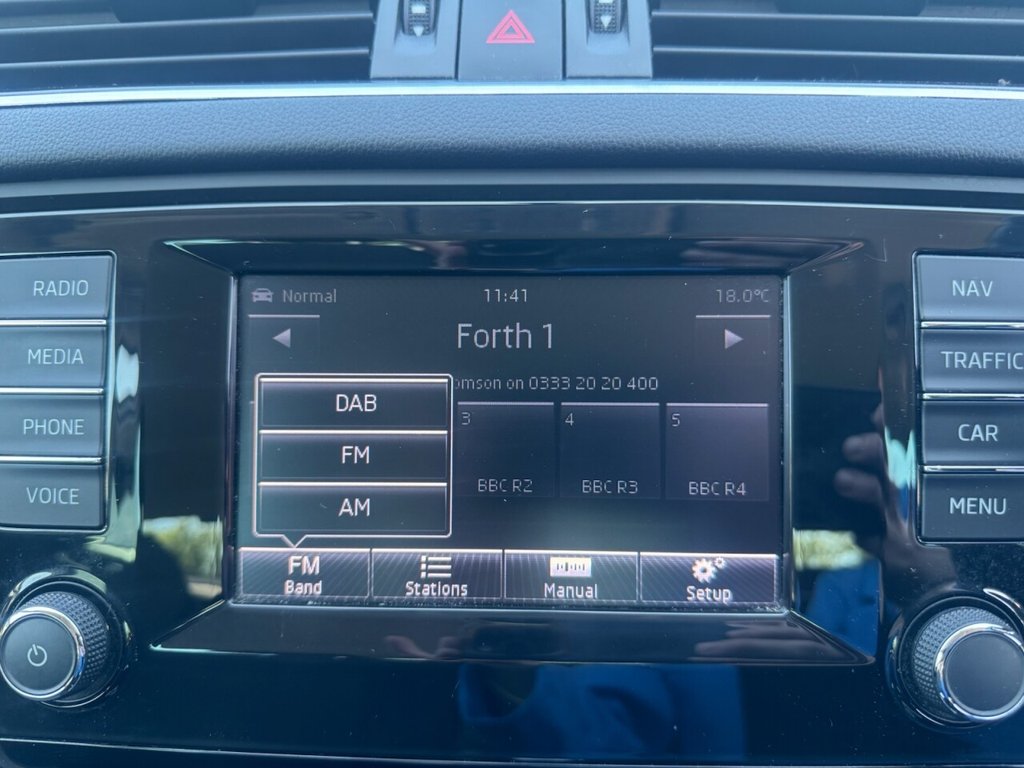 RADIO
MEDIA
PHONE
VOICE
Normal
11:41
18.0°C
Forth 1
on 0333 20 20 400
DAB
FM
AM
3
BBC R2
4
BBC R3
5
BBC R4
FM
Band
Stations
Manual
Setup
NAV
TRAFFIC
CAR
MENU